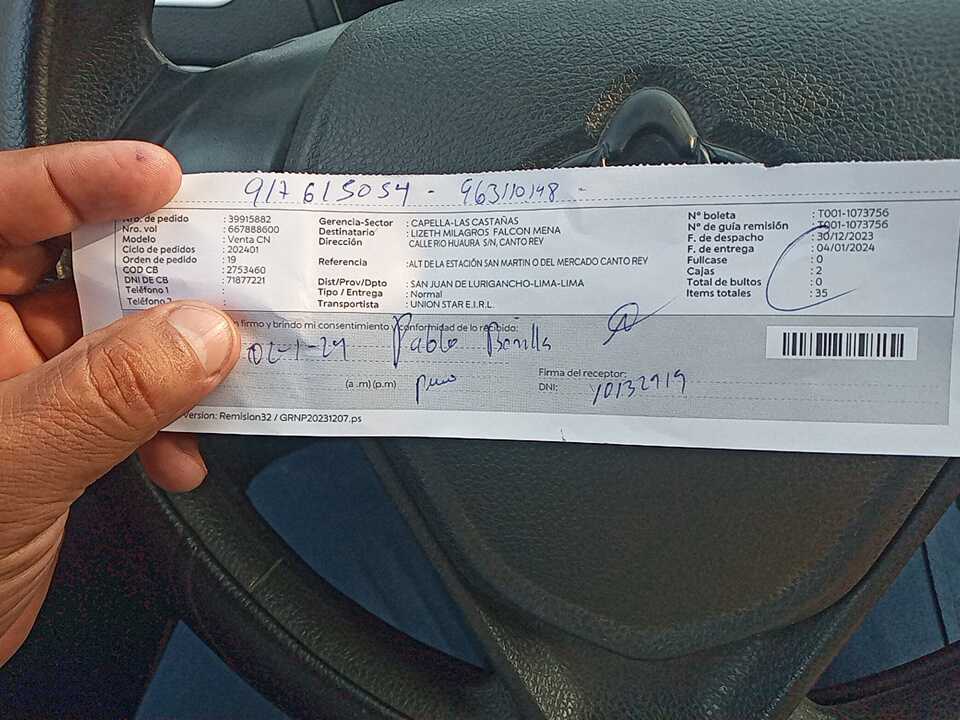 917615054 - 963110148 -
Nro. de pedido : 39915882
Nro. vol : 667888600
Modelo : Venta CN
Ciclo de pedidos : 202401
Orden de pedido : 19
COD CB : 2753460
DNI DE CB : 71877221
Teléfono 1 :
Teléfono 2 :
Gerencia-Sector : CAPELLA-LAS CASTAÑAS
Destinatario : LIZETH MILAGROS FALCON MENA
Dirección CALLE RIO HUAURA S/N, CANTO REY
Referencia : ALT DE LA ESTACIÓN SAN MARTIN O DEL MERCADO CANTO REY
Dist/Prov/Dpto : SAN JUAN DE LURIGANCHO-LIMA-LIMA
Tipo / Entrega : Normal
Transportista : UNION STAR E.I.R.L.
N° boleta : T001-1073756
N° de guía remisión : T001-1073756
F. de despacho : 30/12/2023
F. de entrega : 04/01/2024
Fullcase : 0
Cajas : 2
Total de bultos : 0
Items totales : 35
firmo y brindo mi consentimiento y conformidad de lo recibido:
02-1-24 Pablo Bonilla
(a .m) (p.m)
Firma del receptor:
DNI: 10132919
version: Remision32 / GRNP20231207.ps